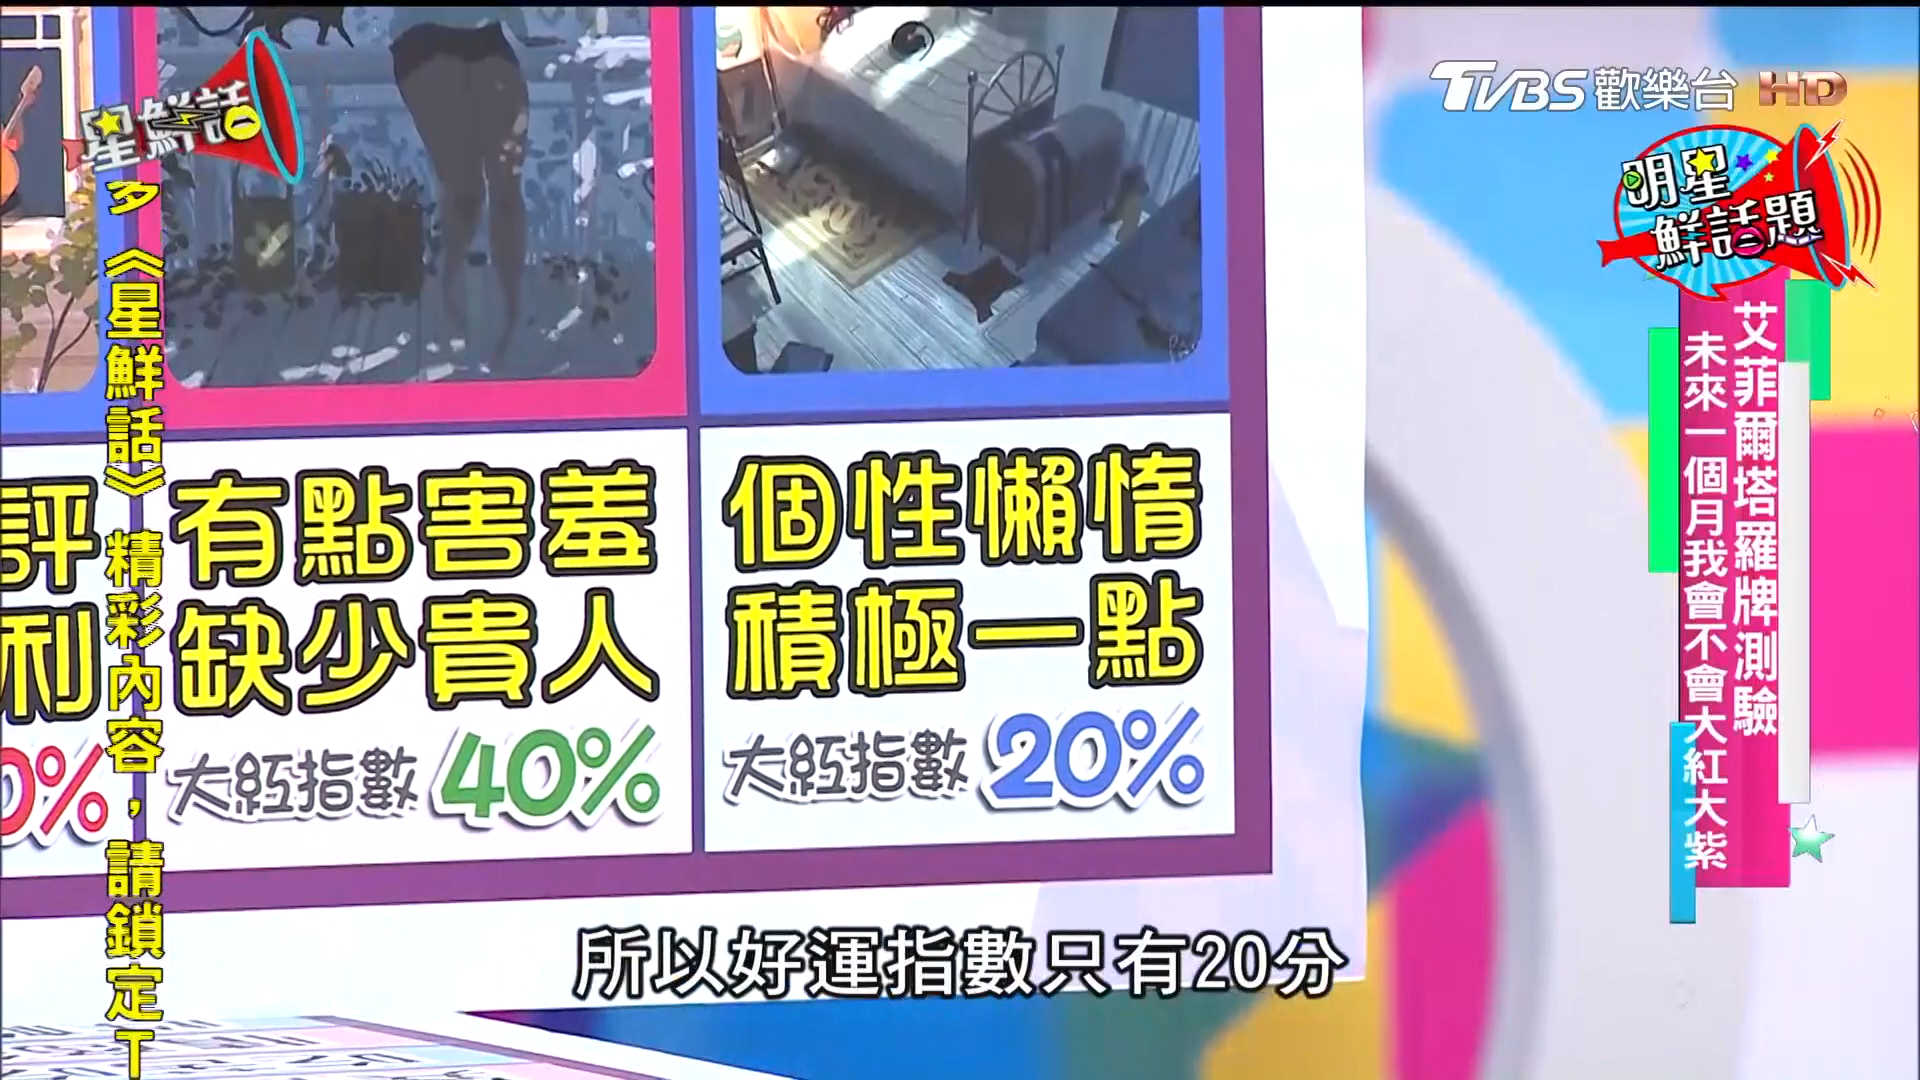 TVBS歡樂台 HD
星鮮話
多《星鮮話》精彩內容，請鎖定T
明星
鮮話題
艾菲爾塔羅牌測驗
未來一個月我會不會大紅大紫
評
利
0%
有點害羞
缺少貴人
大紅指數 40%
個性懶惰
積極一點
大紅指數 20%
所以好運指數只有20分